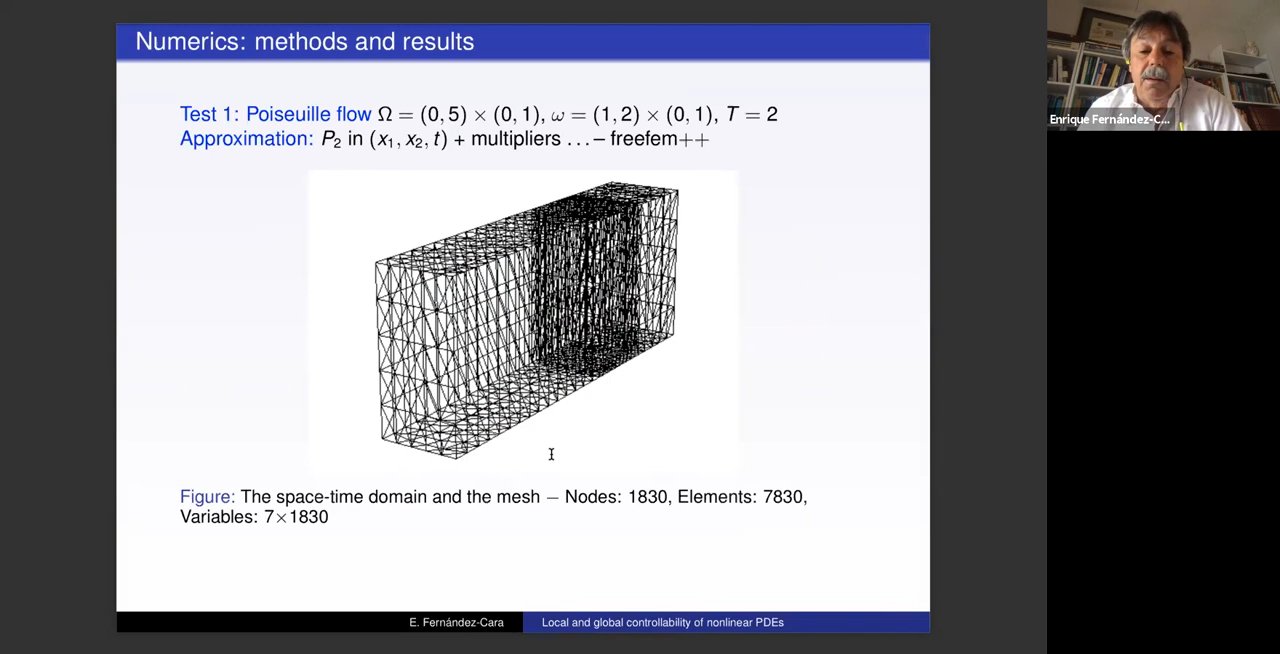 Numerics: methods and results
Test 1: Poiseuille flow Ω = (0, 5) × (0, 1), ω = (1, 2) × (0, 1), T = 2
Approximation: P₂ in (x₁, x₂, t) + multipliers … – freefem++
Figure: The space-time domain and the mesh – Nodes: 1830, Elements: 7830,
Variables: 7×1830
E. Fernández-Cara
Local and global controllability of nonlinear PDEs
Enrique Fernández-C...